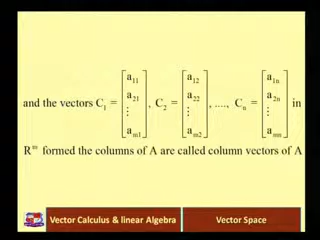 and the vectors C₁ = [a₁₁ a₂₁ ⋮ aₘ₁], C₂ = [a₁₂ a₂₂ ⋮ aₘ₂], ...., Cₙ = [a₁ₙ a₂ₙ ⋮ aₘₙ] in
Rᵐ formed the columns of A are called column vectors of A
Vector Calculus & linear Algebra Vector Space